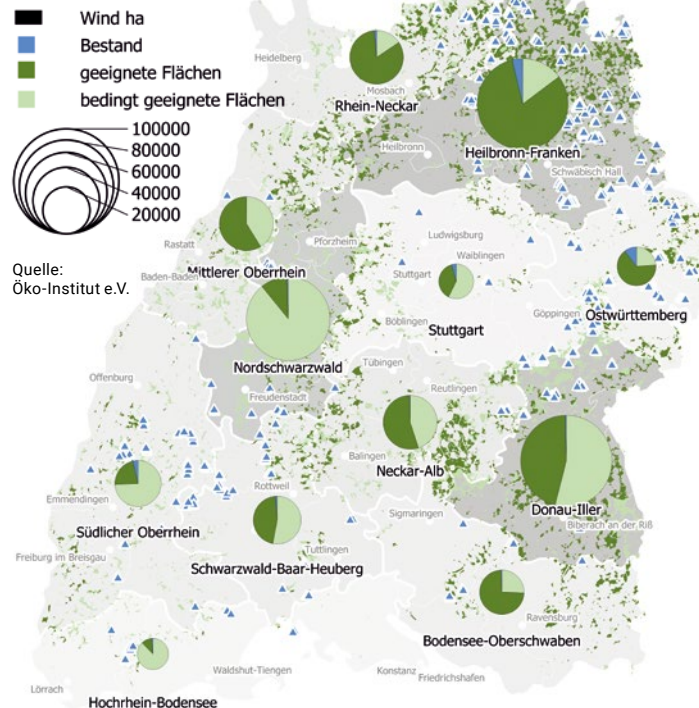 Wind ha
Bestand
geeignete Flächen
bedingt geeignete Flächen
100000
80000
60000
40000
20000
Quelle:
Öko-Institut e.V.
Heidelberg
Mosbach
Rhein-Neckar
Heilbronn
Heilbronn-Franken
Schwäbisch Hall
Rastatt
Pforzheim
Ludwigsburg
Waiblingen
Mittlerer Oberrhein
Baden-Baden
Stuttgart
Stuttgart
Böblingen
Göppingen
Ostwürttemberg
Nordschwarzwald
Offenburg
Freudenstadt
Tübingen
Reutlingen
Balingen
Neckar-Alb
Rottweil
Emmendingen
Südlicher Oberrhein
Sigmaringen
Donau-Iller
Biberach an der Riß
Freiburg im Breisgau
Tuttlingen
Schwarzwald-Baar-Heuberg
Ravensburg
Bodensee-Oberschwaben
Waldshut-Tiengen
Konstanz
Friedrichshafen
Lörrach
Hochrhein-Bodensee